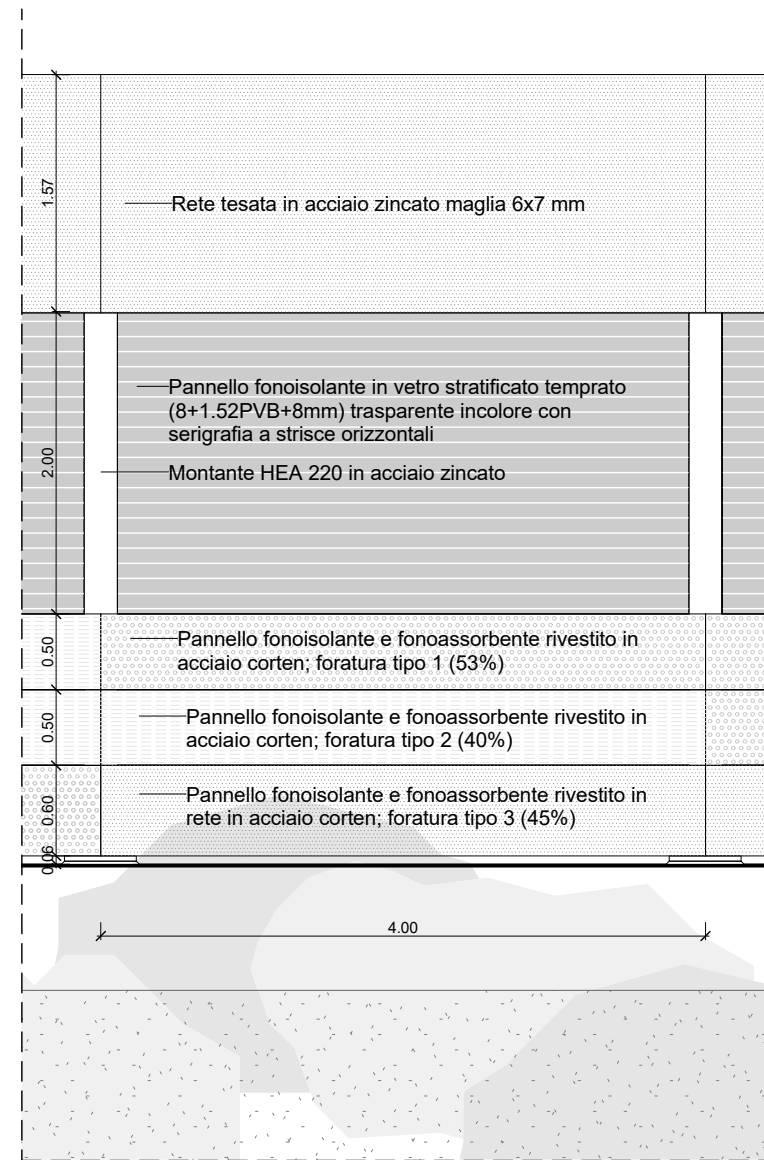 1.57
Rete tesata in acciaio zincato maglia 6x7 mm
2.00
Pannello fonoisolante in vetro stratificato temprato
(8+1.52PVB+8mm) trasparente incolore con
serigrafia a strisce orizzontali
Montante HEA 220 in acciaio zincato
0.50
Pannello fonoisolante e fonoassorbente rivestito in
acciaio corten; foratura tipo 1 (53%)
0.50
Pannello fonoisolante e fonoassorbente rivestito in
acciaio corten; foratura tipo 2 (40%)
0.60
Pannello fonoisolante e fonoassorbente rivestito in
rete in acciaio corten; foratura tipo 3 (45%)
0.06
4.00